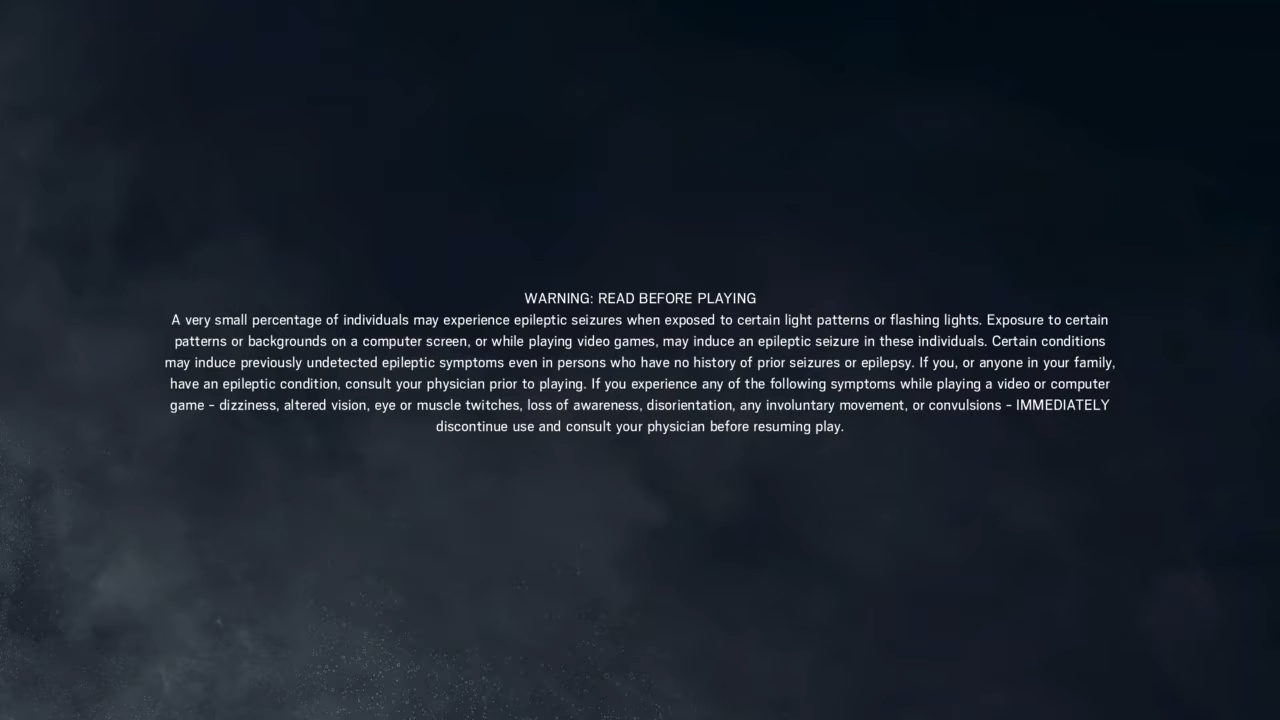 WARNING: READ BEFORE PLAYING
A very small percentage of individuals may experience epileptic seizures when exposed to certain light patterns or flashing lights. Exposure to certain
patterns or backgrounds on a computer screen, or while playing video games, may induce an epileptic seizure in these individuals. Certain conditions
may induce previously undetected epileptic symptoms even in persons who have no history of prior seizures or epilepsy. If you, or anyone in your family,
have an epileptic condition, consult your physician prior to playing. If you experience any of the following symptoms while playing a video or computer
game - dizziness, altered vision, eye or muscle twitches, loss of awareness, disorientation, any involuntary movement, or convulsions - IMMEDIATELY
discontinue use and consult your physician before resuming play.